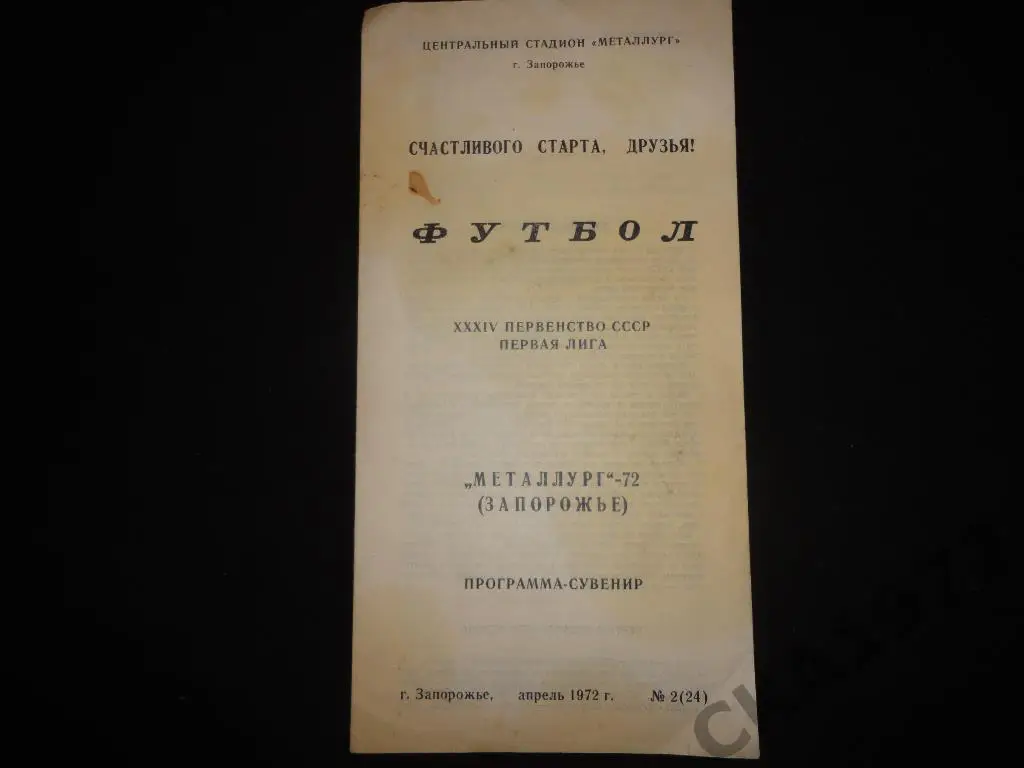 ЦЕНТРАЛЬНЫЙ СТАДИОН «МЕТАЛЛУРГ»
г. Запорожье
СЧАСТЛИВОГО СТАРТА, ДРУЗЬЯ!
ФУТБОЛ
XXXIV ПЕРВЕНСТВО СССР
ПЕРВАЯ ЛИГА
„МЕТАЛЛУРГ“-72
(ЗАПОРОЖЬЕ)
ПРОГРАММА-СУВЕНИР
г. Запорожье, апрель 1972 г. № 2(24)